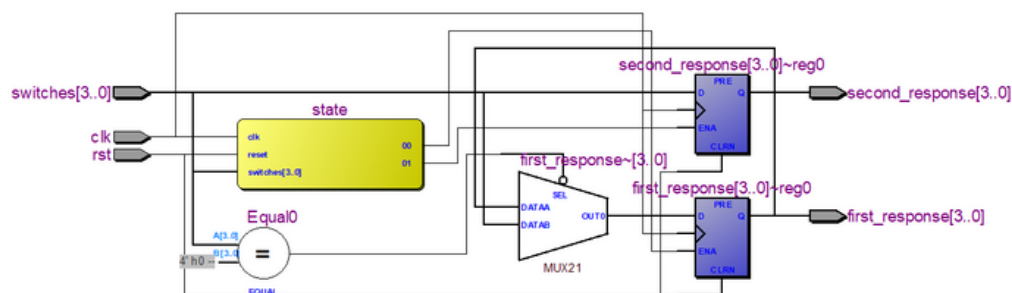 second_response[3..0]~reg0
PRE
switches[3..0]
D
Q
second_response[3..0]
state
clk
clk
ENA
00
rst
reset
01
CLRN
switches[3..0]
first_response~[3..0]
SEL
first_response[3..0]~reg0
PRE
DATAA
Equal0
OUT0
D
Q
first_response[3..0]
DATAB
A[3..0]
B[3..0]
=
ENA
4' h0
MUX21
CLRN
EQUAL